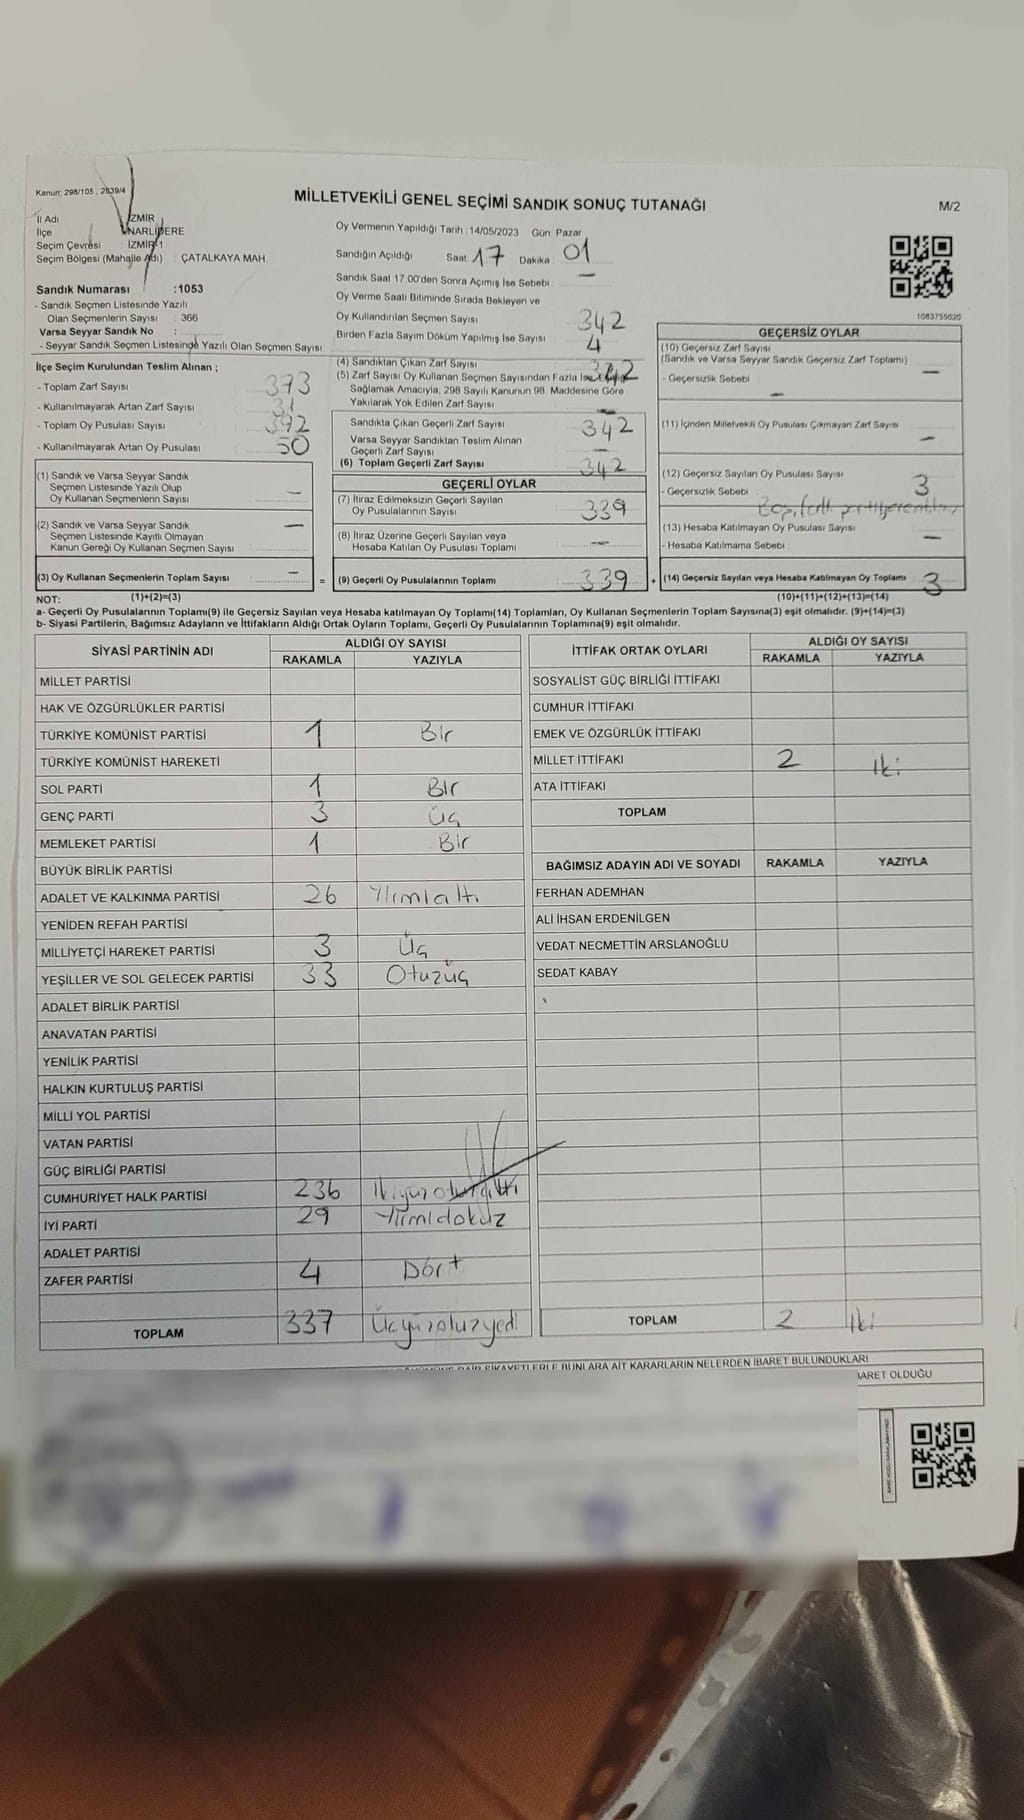 Kanun; 298/105 , 2839/4
MİLLETVEKİLİ GENEL SEÇİMİ SANDIK SONUÇ TUTANAĞI
M/2
İl Adı İZMİR
İlçe NARLIDERE
Seçim Çevresi : İZMİR-1
Seçim Bölgesi (Mahalle Adı) : ÇATALKAYA MAH.
Sandık Numarası :1053
- Sandık Seçmen Listesinde Yazılı
Olan Seçmenlerin Sayısı : 366
Varsa Seyyar Sandık No :
- Seyyar Sandık Seçmen Listesinde Yazılı Olan Seçmen Sayısı:
İlçe Seçim Kurulundan Teslim Alınan ;
- Toplam Zarf Sayısı : 373
- Kullanılmayarak Artan Zarf Sayısı : 31
- Toplam Oy Pusulası Sayısı : 392
- Kullanılmayarak Artan Oy Pusulası : 50
(1) Sandık ve Varsa Seyyar Sandık
Seçmen Listesinde Yazılı Olup
Oy Kullanan Seçmenlerin Sayısı : —
(2) Sandık ve Varsa Seyyar Sandık
Seçmen Listesinde Kayıtlı Olmayan
Kanun Gereği Oy Kullanan Seçmen Sayısı : —
(3) Oy Kullanan Seçmenlerin Toplam Sayısı : — =
Oy Vermenin Yapıldığı Tarih : 14/05/2023 Gün: Pazar
Sandığın Açıldığı Saat: 17 Dakika : 01
Sandık Saat 17.00'den Sonra Açımış İse Sebebi : —
Oy Verme Saati Bitiminde Sırada Bekleyen ve
Oy Kullandırılan Seçmen Sayısı : 342
Birden Fazla Sayım Döküm Yapılmış İse Sayısı : 4
(4) Sandıktan Çıkan Zarf Sayısı : 342
(5) Zarf Sayısı Oy Kullanan Seçmen Sayısından Fazla İse Eşitliği
Sağlamak Amacıyla, 298 Sayılı Kanunun 98. Maddesine Göre
Yakılarak Yok Edilen Zarf Sayısı : —
Sandıkta Çıkan Geçerli Zarf Sayısı : 342
Varsa Seyyar Sandıktan Teslim Alınan
Geçerli Zarf Sayısı : —
(6) Toplam Geçerli Zarf Sayısı : 342
GEÇERLİ OYLAR
(7) İtiraz Edilmeksizin Geçerli Sayılan
Oy Pusulalarının Sayısı : 339
(8) İtiraz Üzerine Geçerli Sayılan veya
Hesaba Katılan Oy Pusulası Toplamı : —
(9) Geçerli Oy Pusulalarının Toplamı : 339 +
1083755020
GEÇERSİZ OYLAR
(10) Geçersiz Zarf Sayısı
(Sandık ve Varsa Seyyar Sandık Geçersiz Zarf Toplamı) : —
- Geçersizlik Sebebi : —
(11) İçinden Milletvekili Oy Pusulası Çıkmayan Zarf Sayısı : —
(12) Geçersiz Sayılan Oy Pusulası Sayısı : 3
- Geçersizlik Sebebi : Boş,
(13) Hesaba Katılmayan Oy Pusulası Sayısı : —
- Hesaba Katılmama Sebebi :
(14) Geçersiz Sayılan veya Hesaba Katılmayan Oy Toplamı : 3
NOT: (1)+(2)=(3) (10)+(11)+(12)+(13)=(14)
a- Geçerli Oy Pusulalarının Toplamı(9) ile Geçersiz Sayılan veya Hesaba katılmayan Oy Toplamı(14) Toplamları, Oy Kullanan Seçmenlerin Toplam Sayısına(3) eşit olmalıdır. (9)+(14)=(3)
b- Siyasi Partilerin, Bağımsız Adayların ve İttifakların Aldığı Ortak Oyların Toplamı, Geçerli Oy Pusulalarının Toplamına(9) eşit olmalıdır.
SİYASİ PARTİNİN ADI ALDIĞI OY SAYISI
RAKAMLA YAZIYLA
MİLLET PARTİSİ
HAK VE ÖZGÜRLÜKLER PARTİSİ
TÜRKİYE KOMÜNİST PARTİSİ 1 Bir
TÜRKİYE KOMÜNİST HAREKETİ
SOL PARTİ 1 Bir
GENÇ PARTİ 3 Üç
MEMLEKET PARTİSİ 1 Bir
BÜYÜK BİRLİK PARTİSİ
ADALET VE KALKINMA PARTİSİ 26 Yirmialtı
YENİDEN REFAH PARTİSİ
MİLLİYETÇİ HAREKET PARTİSİ 3 Üç
YEŞİLLER VE SOL GELECEK PARTİSİ 33 Otuzüç
ADALET BİRLİK PARTİSİ
ANAVATAN PARTİSİ
YENİLİK PARTİSİ
HALKIN KURTULUŞ PARTİSİ
MİLLİ YOL PARTİSİ
VATAN PARTİSİ
GÜÇ BİRLİĞİ PARTİSİ
CUMHURİYET HALK PARTİSİ 236 İkiyüzotuzaltı
İYİ PARTİ 29 Yirmidokuz
ADALET PARTİSİ
ZAFER PARTİSİ 4 Dört
TOPLAM 337 Üçyüzotuzyedi
İTTİFAK ORTAK OYLARI ALDIĞI OY SAYISI
RAKAMLA YAZIYLA
SOSYALİST GÜÇ BİRLİĞİ İTTİFAKI
CUMHUR İTTİFAKI
EMEK VE ÖZGÜRLÜK İTTİFAKI
MİLLET İTTİFAKI 2 iki
ATA İTTİFAKI
TOPLAM
BAĞIMSIZ ADAYIN ADI VE SOYADI RAKAMLA YAZIYLA
FERHAN ADEMHAN
ALİ İHSAN ERDENİLGEN
VEDAT NECMETTİN ARSLANOĞLU
SEDAT KABAY
TOPLAM 2 iki
ŞİKAYETLERLE BUNLARA AİT KARARLARIN NELERDEN İBARET BULUNDUKLARI
İBARET OLDUĞU